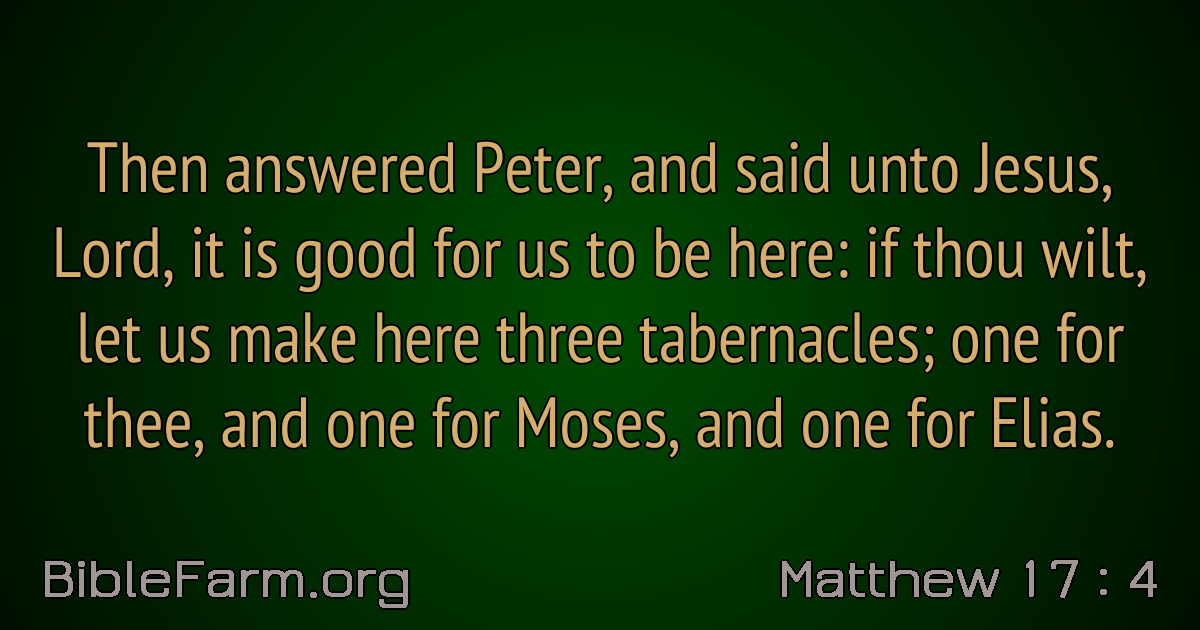 Then answered Peter, and said unto Jesus,
Lord, it is good for us to be here: if thou wilt,
let us make here three tabernacles; one for
thee, and one for Moses, and one for Elias.
BibleFarm.org
Matthew 17 : 4